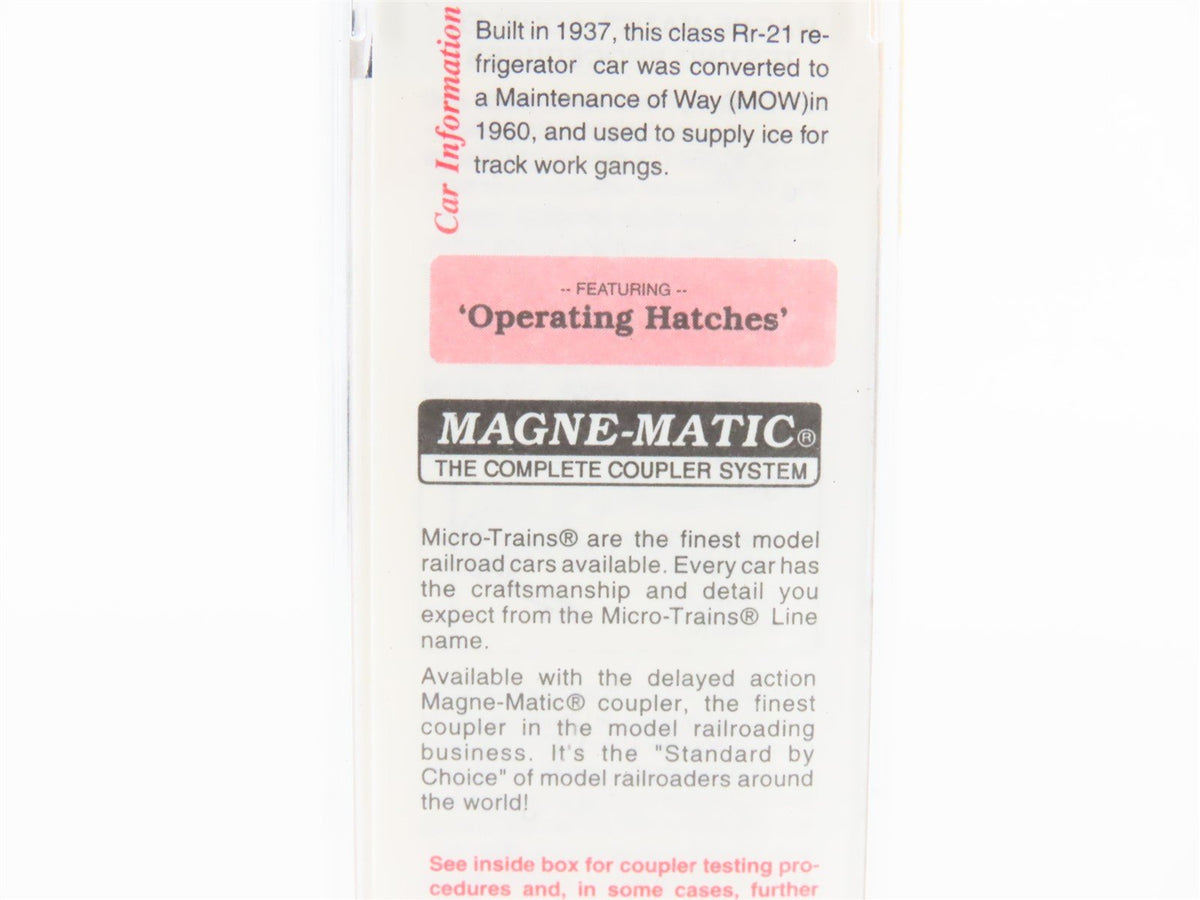 Car Information
Built in 1937, this class Rr-21 re-
frigerator car was converted to
a Maintenance of Way (MOW)in
1960, and used to supply ice for
track work gangs.
-- FEATURING --
‘Operating Hatches’
MAGNE-MATIC®
THE COMPLETE COUPLER SYSTEM
Micro-Trains® are the finest model
railroad cars available. Every car has
the craftsmanship and detail you
expect from the Micro-Trains® Line
name.
Available with the delayed action
Magne-Matic® coupler, the finest
coupler in the model railroading
business. It's the "Standard by
Choice" of model railroaders around
the world!
See inside box for coupler testing pro-
cedures and, in some cases, further